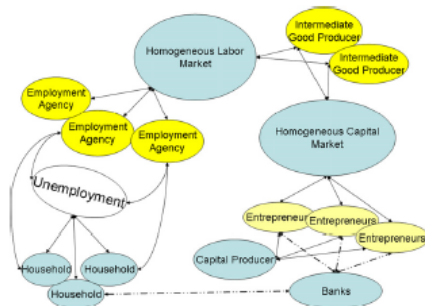 Intermediate
Good Producer
Homogeneous Labor
Market
Intermediate
Good Producer
Employment
Agency
Employment
Agency
Employment
Agency
Homogeneous Capital
Market
Unemployment
Entrepreneurs
Entrepreneurs
Entrepreneurs
Capital Producer
Household
Household
Household
Banks